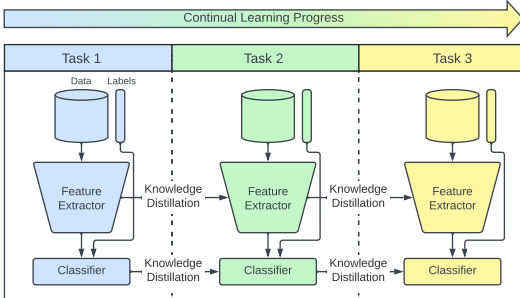 Continual Learning Progress
Task 1
Task 2
Task 3
Data
Labels
Feature
Extractor
Knowledge
Distillation
Feature
Extractor
Knowledge
Distillation
Feature
Extractor
Classifier
Knowledge
Distillation
Classifier
Knowledge
Distillation
Classifier